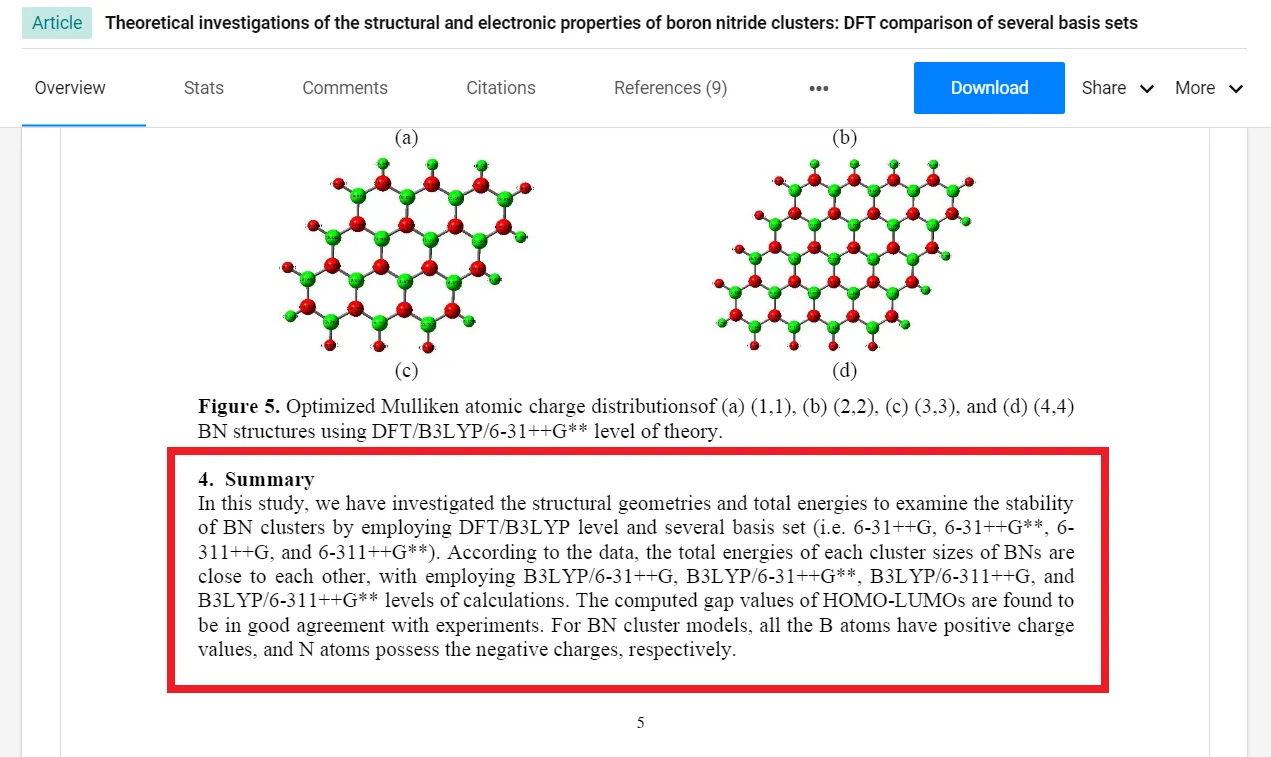 Article Theoretical investigations of the structural and electronic properties of boron nitride clusters: DFT comparison of several basis sets
Overview Stats Comments Citations References (9) ••• Download Share More
(a) (b)
(c) (d)
Figure 5. Optimized Mulliken atomic charge distributionsof (a) (1,1), (b) (2,2), (c) (3,3), and (d) (4,4)
BN structures using DFT/B3LYP/6-31++G** level of theory.
4. Summary
In this study, we have investigated the structural geometries and total energies to examine the stability
of BN clusters by employing DFT/B3LYP level and several basis set (i.e. 6-31++G, 6-31++G**, 6-
311++G, and 6-311++G**). According to the data, the total energies of each cluster sizes of BNs are
close to each other, with employing B3LYP/6-31++G, B3LYP/6-31++G**, B3LYP/6-311++G, and
B3LYP/6-311++G** levels of calculations. The computed gap values of HOMO-LUMOs are found to
be in good agreement with experiments. For BN cluster models, all the B atoms have positive charge
values, and N atoms possess the negative charges, respectively.
5